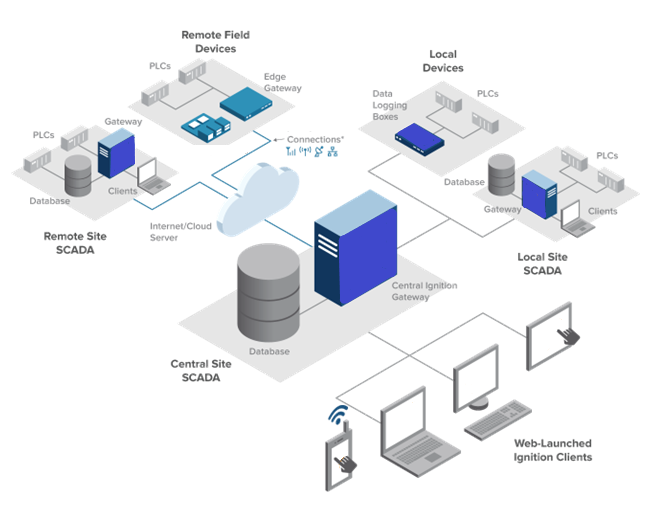 Remote Field
Devices
PLCs
Edge
Gateway
Local
Devices
Data
Logging
Boxes
PLCs
Connections*
Gateway
PLCs
Database
Clients
Remote Site
SCADA
Internet/Cloud
Server
PLCs
Database
Gateway
Clients
Local Site
SCADA
Central Ignition
Gateway
Database
Central Site
SCADA
Web-Launched
Ignition Clients